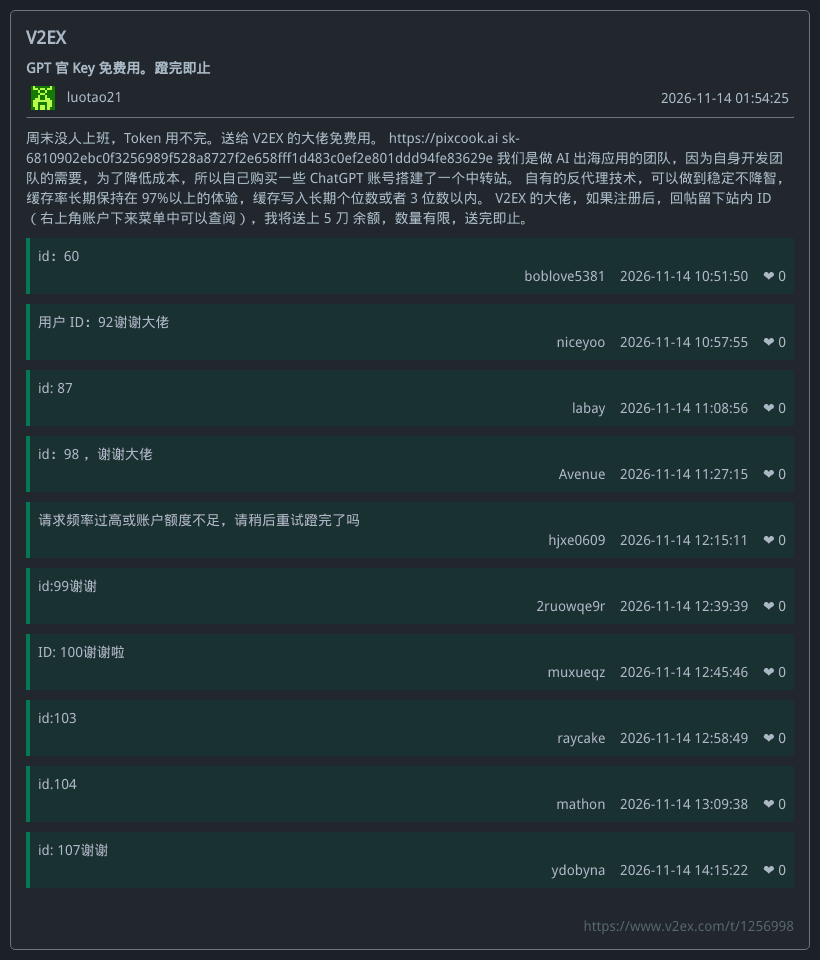 V2EX
GPT 官 Key 免费用。蹬完即止
luotao21
2026-11-14 01:54:25
周末没人上班，Token 用不完。送给 V2EX 的大佬免费用。 https://pixcook.ai sk-
6810902ebc0f3256989f528a8727f2e658fff1d483c0ef2e801ddd94fe83629e 我们是做 AI 出海应用的团队，因为自身开发团
队的需要，为了降低成本，所以自己购买一些 ChatGPT 账号搭建了一个中转站。 自有的反代理技术，可以做到稳定不降智，
缓存率长期保持在 97%以上的体验，缓存写入长期个位数或者 3 位数以内。 V2EX 的大佬，如果注册后，回帖留下站内 ID
（右上角账户下来菜单中可以查阅），我将送上 5 刀 余额，数量有限，送完即止。
id：60
boblove5381 2026-11-14 10:51:50 ❤ 0
用户 ID：92谢谢大佬
niceyoo 2026-11-14 10:57:55 ❤ 0
id: 87
labay 2026-11-14 11:08:56 ❤ 0
id：98 ，谢谢大佬
Avenue 2026-11-14 11:27:15 ❤ 0
请求频率过高或账户额度不足，请稍后重试蹬完了吗
hjxe0609 2026-11-14 12:15:11 ❤ 0
id:99谢谢
2ruowqe9r 2026-11-14 12:39:39 ❤ 0
ID: 100谢谢啦
muxueqz 2026-11-14 12:45:46 ❤ 0
id:103
raycake 2026-11-14 12:58:49 ❤ 0
id.104
mathon 2026-11-14 13:09:38 ❤ 0
id: 107谢谢
ydobyna 2026-11-14 14:15:22 ❤ 0
https://www.v2ex.com/t/1256998